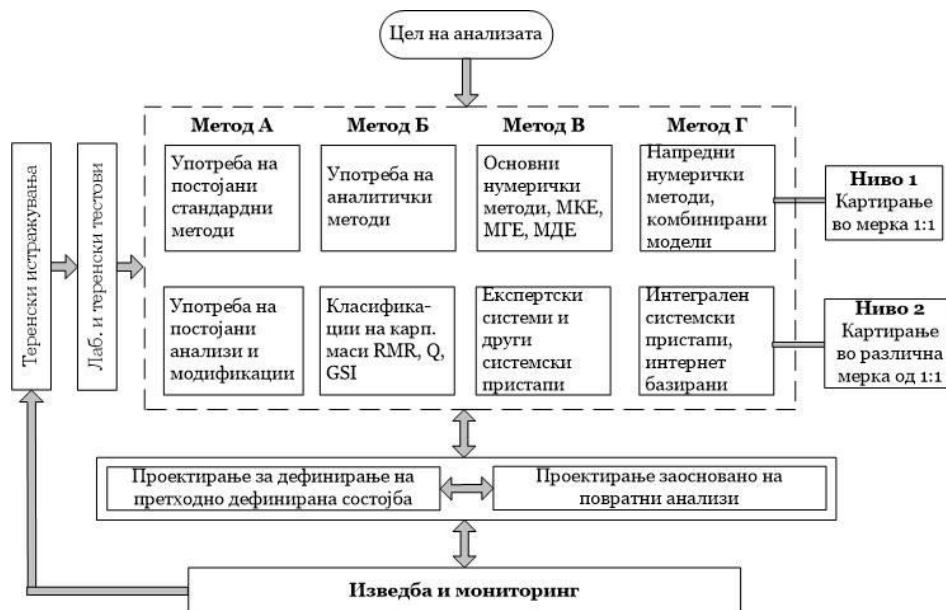 Цел на анализата
Метод А
Метод Б
Метод В
Метод Г
Употреба на
постојани
стандардни
методи
Употреба на
аналитички
методи
Основни
нумерички
методи, МКЕ,
МГЕ, МДЕ
Напредни
нумерички
методи,
комбинирани
модели
Ниво 1
Картирање
во мерка 1:1
Теренски истражувања
Лаб. и теренски тестови
Употреба на
постојани
анализи и
модификации
Класифика-
ции на карп.
маси RMR, Q,
GSI
Експертски
системи и
други
системски
пристапи
Интегрален
системски
пристапи,
интернет
базирани
Ниво 2
Картирање
во различна
мерка од 1:1
Проектирање за дефинирање на
претходно дефинирана состојба
Проектирање заосновано на
повратни анализи
Изведба и мониторинг